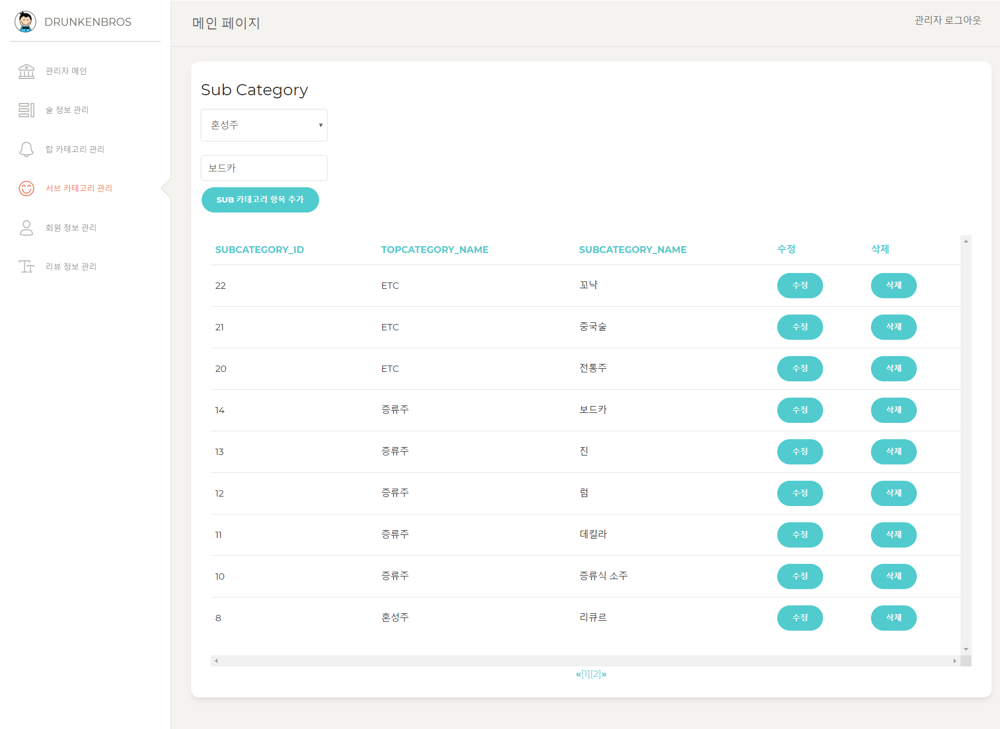 DRUNKENBROS
관리자 메인
술 정보 관리
탑 카테고리 관리
서브 카테고리 관리
회원 정보 관리
리뷰 정보 관리
메인 페이지
관리자 로그아웃
Sub Category
혼성주
보드카
SUB 카테고리 항목 추가
SUBCATEGORY_ID TOPCATEGORY_NAME SUBCATEGORY_NAME 수정 삭제
22 ETC 꼬냑 수정 삭제
21 ETC 중국술 수정 삭제
20 ETC 전통주 수정 삭제
14 증류주 보드카 수정 삭제
13 증류주 진 수정 삭제
12 증류주 럼 수정 삭제
11 증류주 데킬라 수정 삭제
10 증류주 증류식 소주 수정 삭제
8 혼성주 리큐르 수정 삭제
«[1][2]»